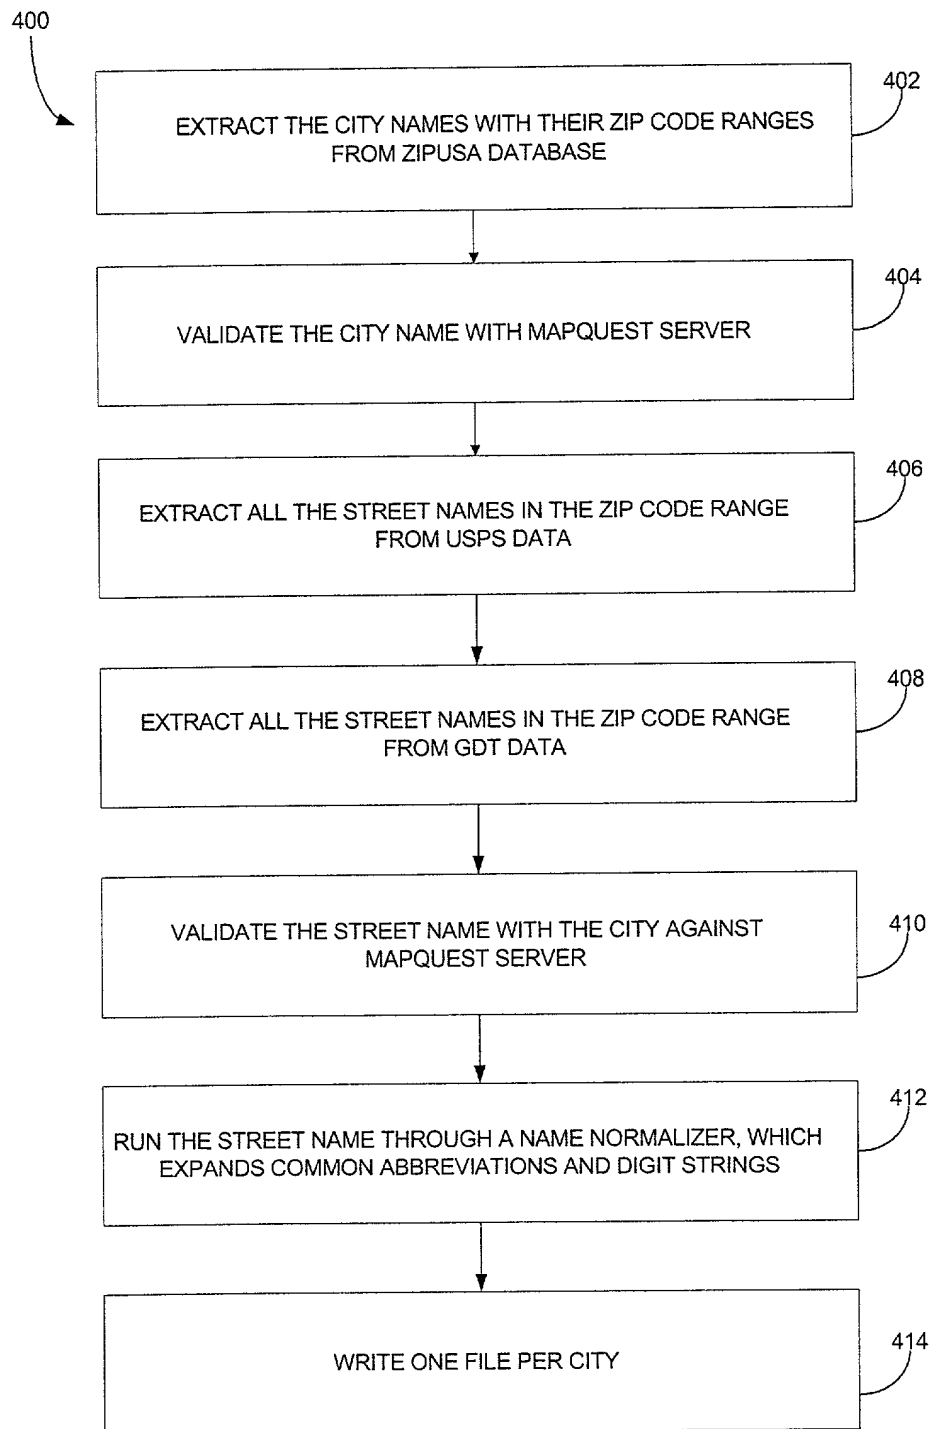 400
402
EXTRACT THE CITY NAMES WITH THEIR ZIP CODE RANGES
FROM ZIPUSA DATABASE
404
VALIDATE THE CITY NAME WITH MAPQUEST SERVER
406
EXTRACT ALL THE STREET NAMES IN THE ZIP CODE RANGE
FROM USPS DATA
408
EXTRACT ALL THE STREET NAMES IN THE ZIP CODE RANGE
FROM GDT DATA
410
VALIDATE THE STREET NAME WITH THE CITY AGAINST
MAPQUEST SERVER
412
RUN THE STREET NAME THROUGH A NAME NORMALIZER, WHICH
EXPANDS COMMON ABBREVIATIONS AND DIGIT STRINGS
414
WRITE ONE FILE PER CITY